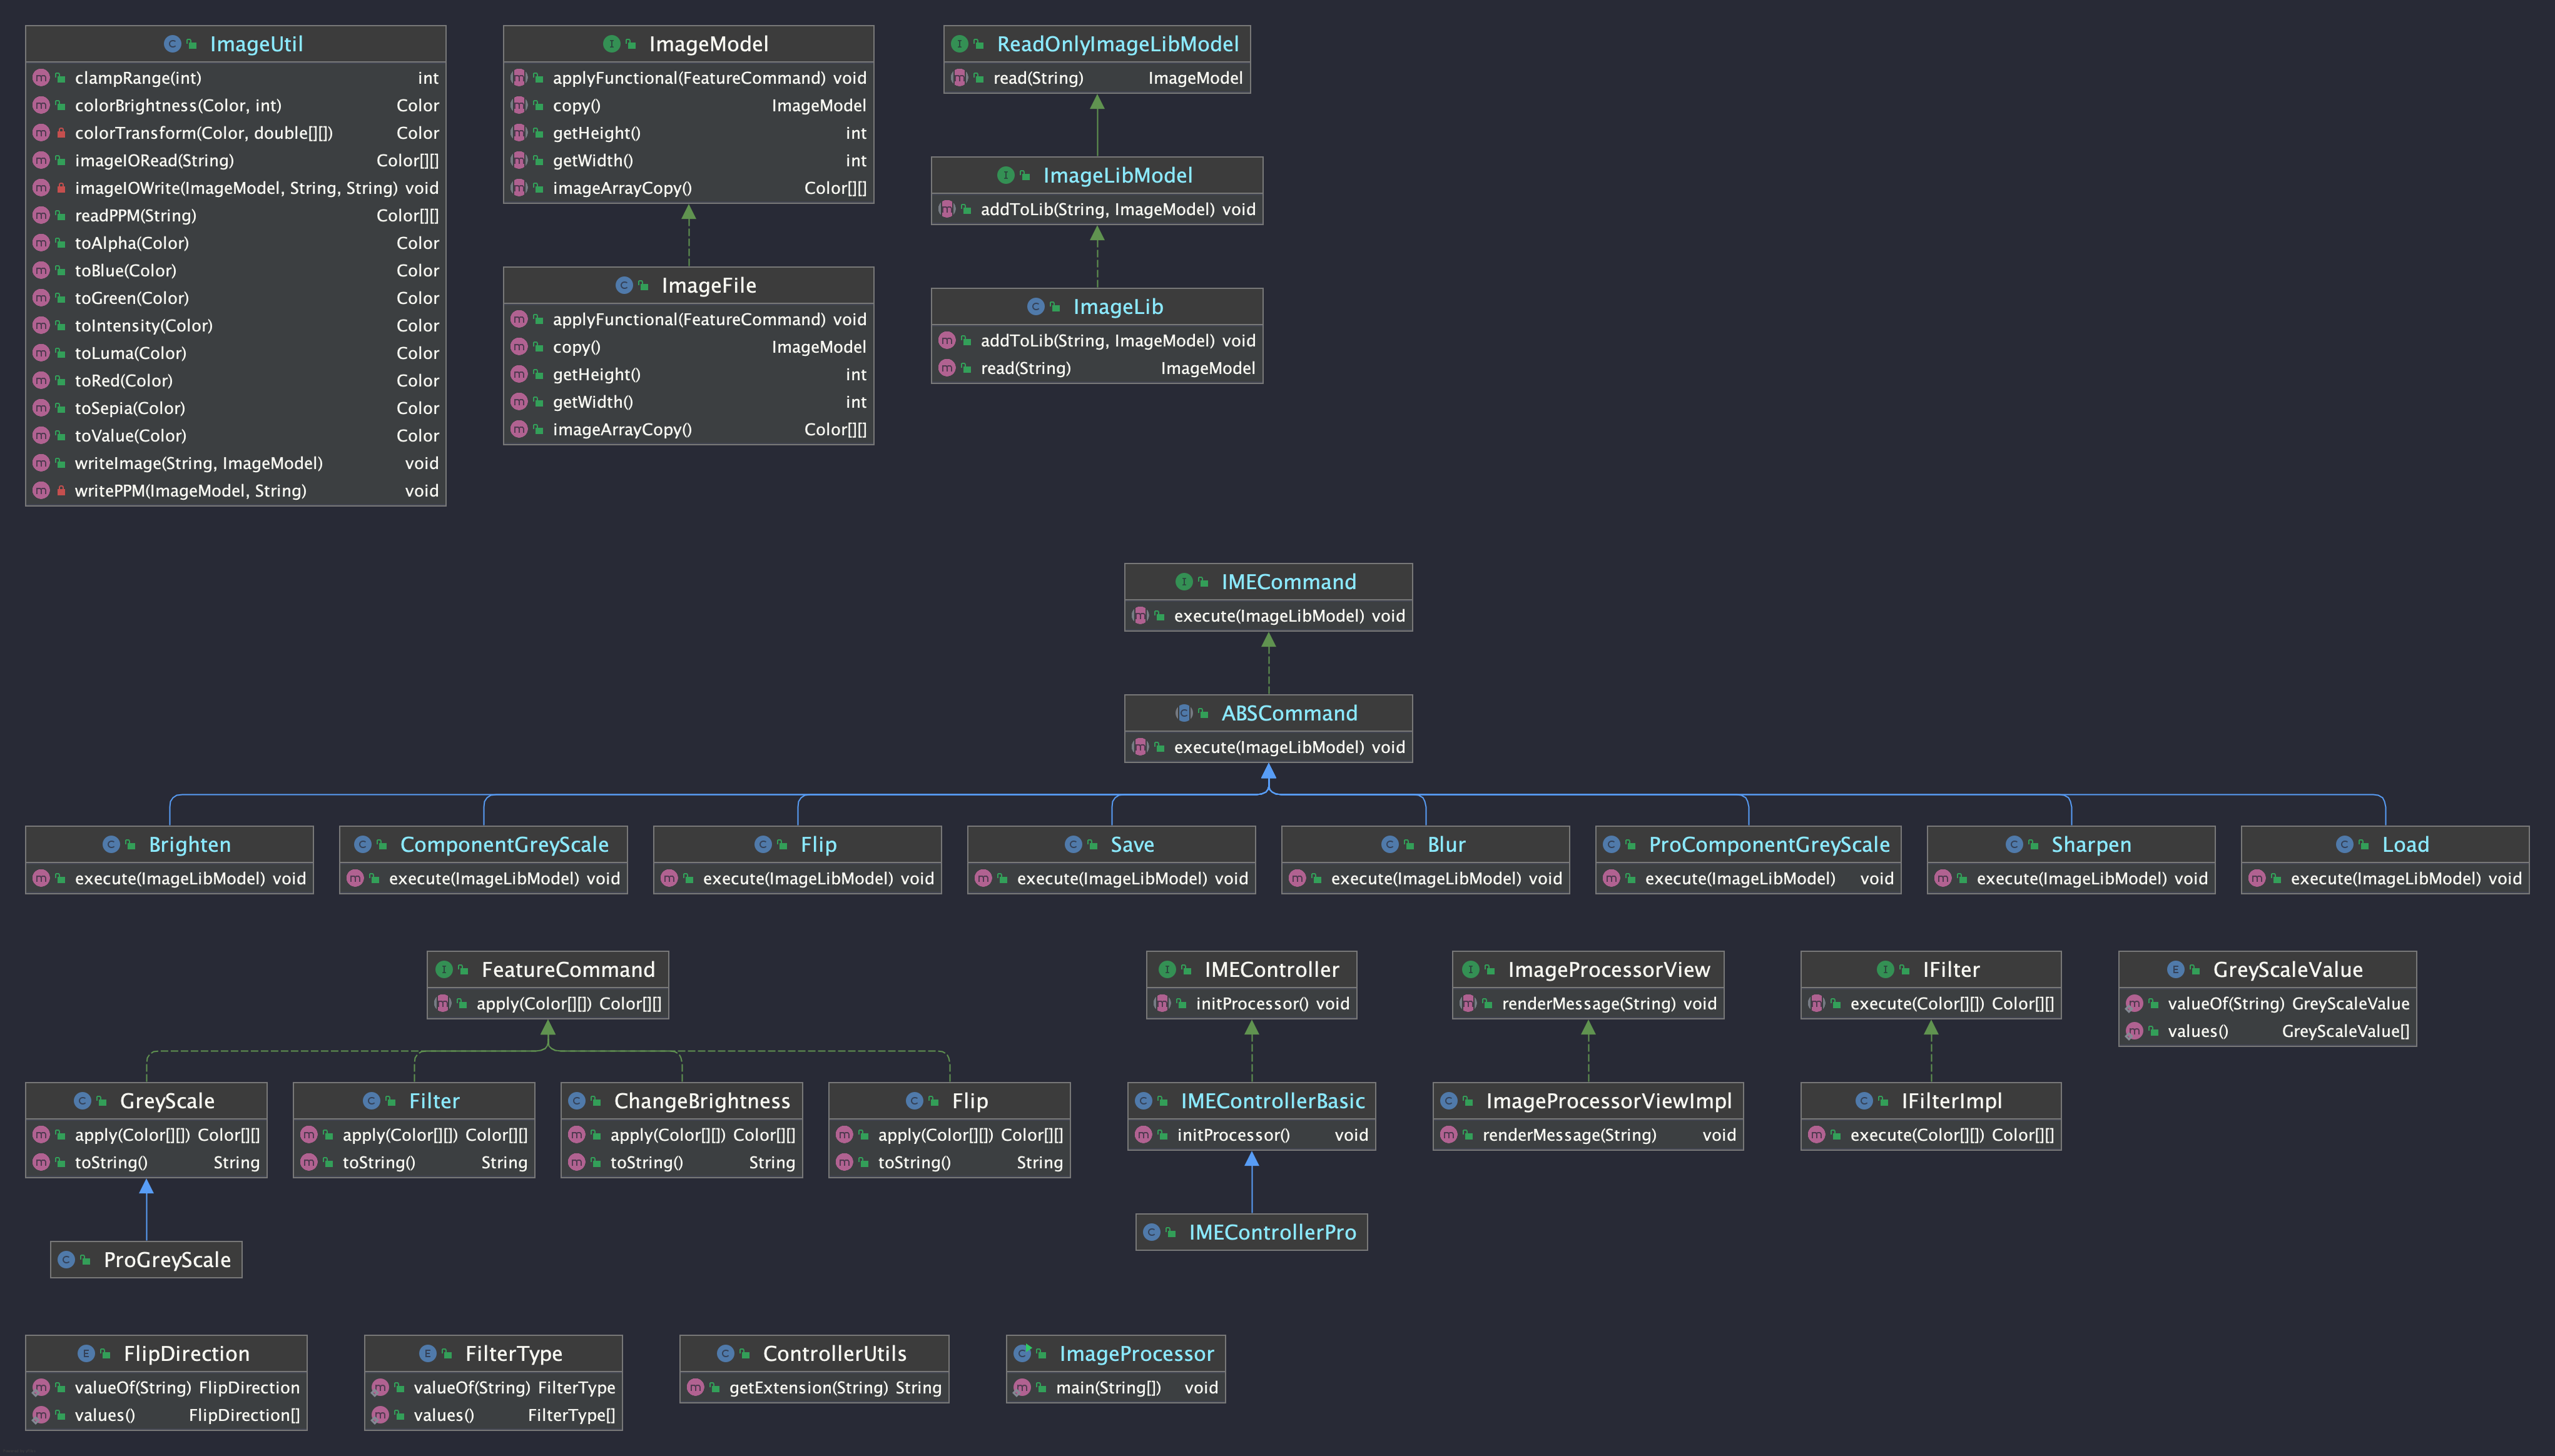 ImageUtil
clampRange(int) int
colorBrightness(Color, int) Color
colorTransform(Color, double[][]) Color
imageIORead(String) Color[][]
imageIOWrite(ImageModel, String, String) void
readPPM(String) Color[][]
toAlpha(Color) Color
toBlue(Color) Color
toGreen(Color) Color
toIntensity(Color) Color
toLuma(Color) Color
toRed(Color) Color
toSepia(Color) Color
toValue(Color) Color
writeImage(String, ImageModel) void
writePPM(ImageModel, String) void
ImageModel
applyFunctional(FeatureCommand) void
copy() ImageModel
getHeight() int
getWidth() int
imageArrayCopy() Color[][]
ImageFile
applyFunctional(FeatureCommand) void
copy() ImageModel
getHeight() int
getWidth() int
imageArrayCopy() Color[][]
ReadOnlyImageLibModel
read(String) ImageModel
ImageLibModel
addToLib(String, ImageModel) void
ImageLib
addToLib(String, ImageModel) void
read(String) ImageModel
IMECommand
execute(ImageLibModel) void
ABSCommand
execute(ImageLibModel) void
Brighten
execute(ImageLibModel) void
ComponentGreyScale
execute(ImageLibModel) void
Flip
execute(ImageLibModel) void
Save
execute(ImageLibModel) void
Blur
execute(ImageLibModel) void
ProComponentGreyScale
execute(ImageLibModel) void
Sharpen
execute(ImageLibModel) void
Load
execute(ImageLibModel) void
FeatureCommand
apply(Color[][]) Color[][]
GreyScale
apply(Color[][]) Color[][]
toString() String
Filter
apply(Color[][]) Color[][]
toString() String
ChangeBrightness
apply(Color[][]) Color[][]
toString() String
Flip
apply(Color[][]) Color[][]
toString() String
ProGreyScale
IMEController
initProcessor() void
IMEControllerBasic
initProcessor() void
IMEControllerPro
ImageProcessorView
renderMessage(String) void
ImageProcessorViewImpl
renderMessage(String) void
IFilter
execute(Color[][]) Color[][]
IFilterImpl
execute(Color[][]) Color[][]
GreyScaleValue
valueOf(String) GreyScaleValue
values() GreyScaleValue[]
FlipDirection
valueOf(String) FlipDirection
values() FlipDirection[]
FilterType
valueOf(String) FilterType
values() FilterType[]
ControllerUtils
getExtension(String) String
ImageProcessor
main(String[]) void